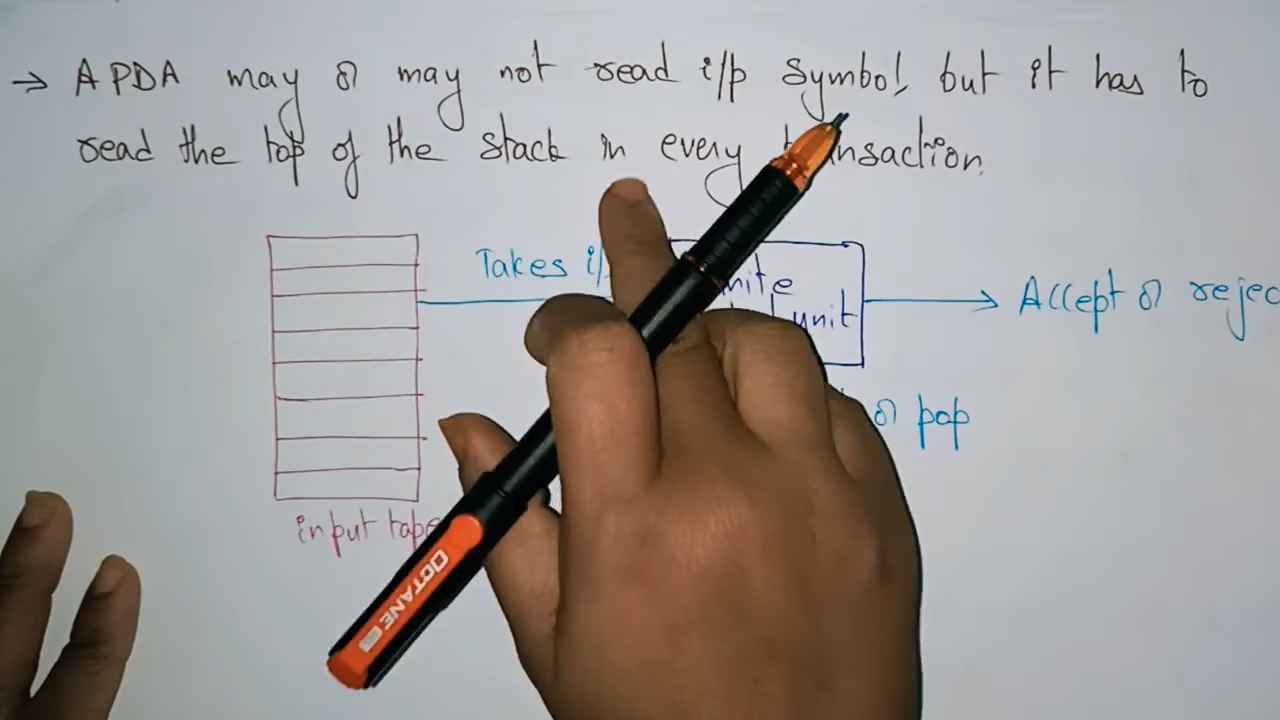 → A PDA may or may not read i/p symbol, but it has to
read the top of the stack in every transaction.
Takes
unit
Accept or
or pop
input tape
OCTANE